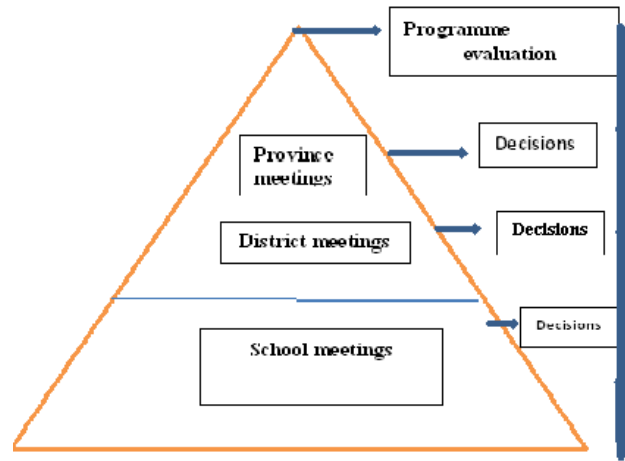 Programme
evaluation
Decisions
Province
meetings
District meetings
Decisions
Decisions
School meetings